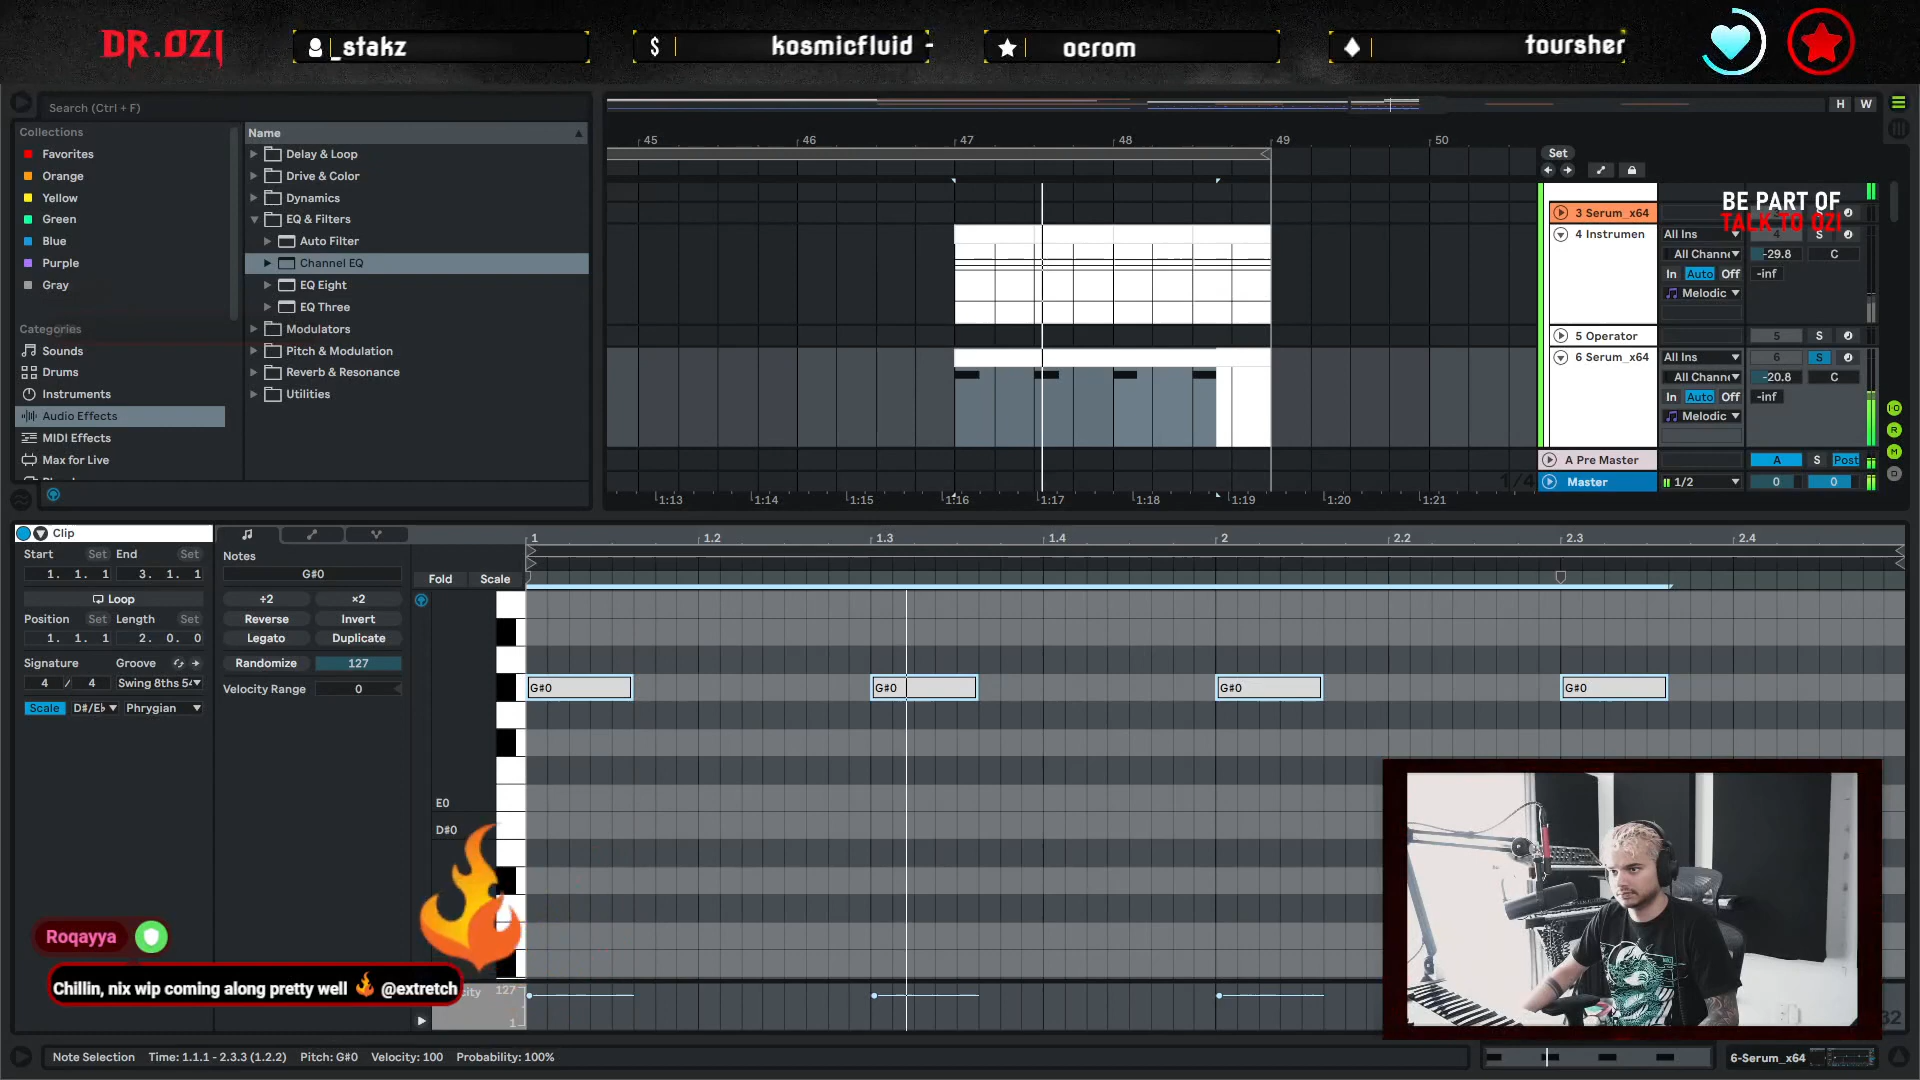 DR.OZI
_stakz
$ kosmicfluid -
ocrom
toursher
Search (Ctrl + F)
Collections
Favorites
Orange
Yellow
Green
Blue
Purple
Gray
Categories
Sounds
Drums
Instruments
Audio Effects
MIDI Effects
Max for Live
Name
Delay & Loop
Drive & Color
Dynamics
EQ & Filters
Auto Filter
Channel EQ
EQ Eight
EQ Three
Modulators
Pitch & Modulation
Reverb & Resonance
Utilities
H W
45 46 47 48 49 50
Set
BE PART OF
TALK TO OZI
3 Serum_x64
4 Instrumen All Ins 4 S
All Channe -29.8 C
In Auto Off -inf
Melodic
5 Operator 5 S
6 Serum_x64 All Ins 6 S
All Channe -20.8 C
In Auto Off -inf
Melodic
A Pre Master A S Post
1/4 Master 1/2 0 0
1:13 1:14 1:15 1:16 1:17 1:18 1:19 1:20 1:21
Clip
Start Set End Set
1. 1. 1 3. 1. 1
Loop
Position Set Length Set
1. 1. 1 2. 0. 0
Signature Groove
4 / 4 Swing 8ths 54
Scale D#/Eb Phrygian
Notes
G#0
÷2 ×2
Reverse Invert
Legato Duplicate
Randomize 127
Velocity Range 0
Fold Scale
1 1.2 1.3 1.4 2 2.2 2.3 2.4
G#0 G#0 G#0 G#0
E0
D#0
127
1
Roqayya
Chillin, nix wip coming along pretty well @extretch
Note Selection Time: 1.1.1 - 2.3.3 (1.2.2) Pitch: G#0 Velocity: 100 Probability: 100%
6-Serum_x64